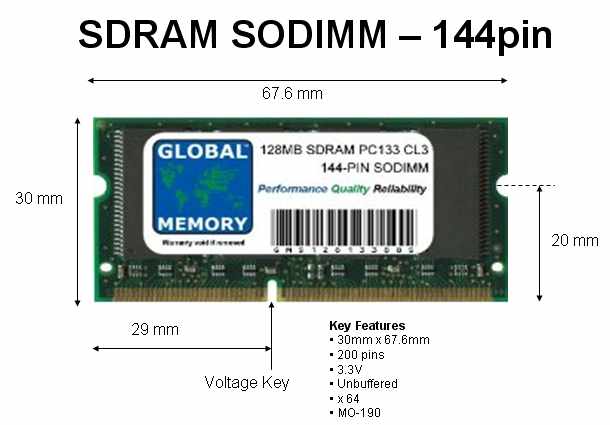 SDRAM SODIMM – 144pin
67.6 mm
GLOBAL
MEMORY
Warranty void if removed
128MB SDRAM PC133 CL3
144-PIN SODIMM
Performance Quality Reliability
30 mm
20 mm
29 mm
Voltage Key
Key Features
▪ 30mm x 67.6mm
▪ 200 pins
▪ 3.3V
▪ Unbuffered
▪ x 64
▪ MO-190